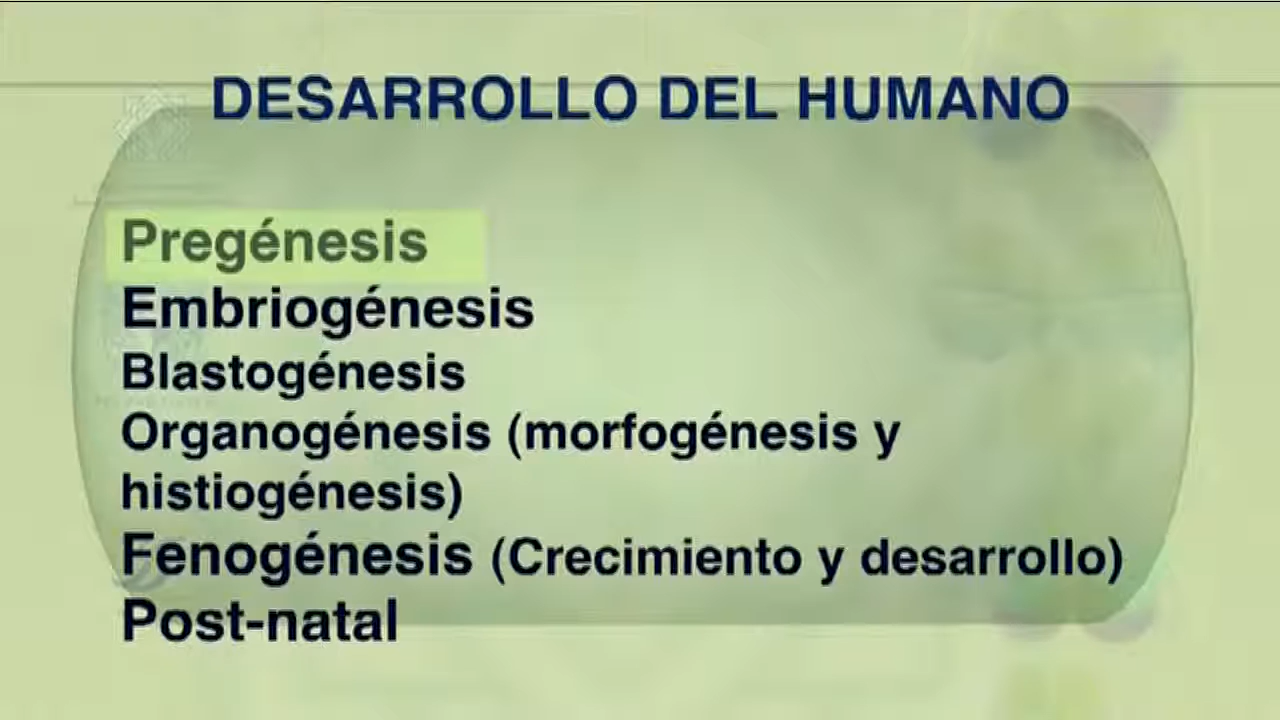 DESARROLLO DEL HUMANO
Pregénesis
Embriogénesis
Blastogénesis
Organogénesis (morfogénesis y
histiogénesis)
Fenogénesis (Crecimiento y desarrollo)
Post-natal